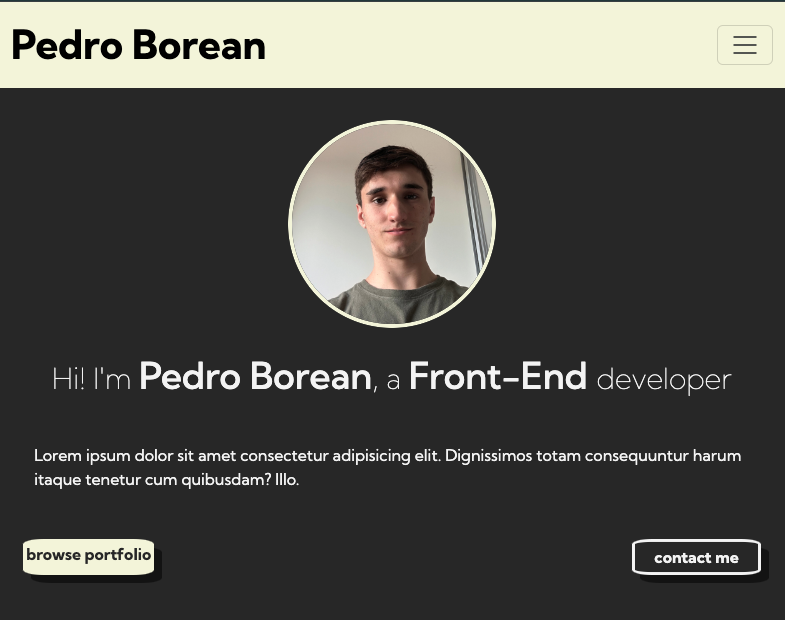 Pedro Borean
Hi! I'm Pedro Borean, a Front-End developer
Lorem ipsum dolor sit amet consectetur adipisicing elit. Dignissimos totam consequuntur harum
itaque tenetur cum quibusdam? Illo.
browse portfolio
contact me